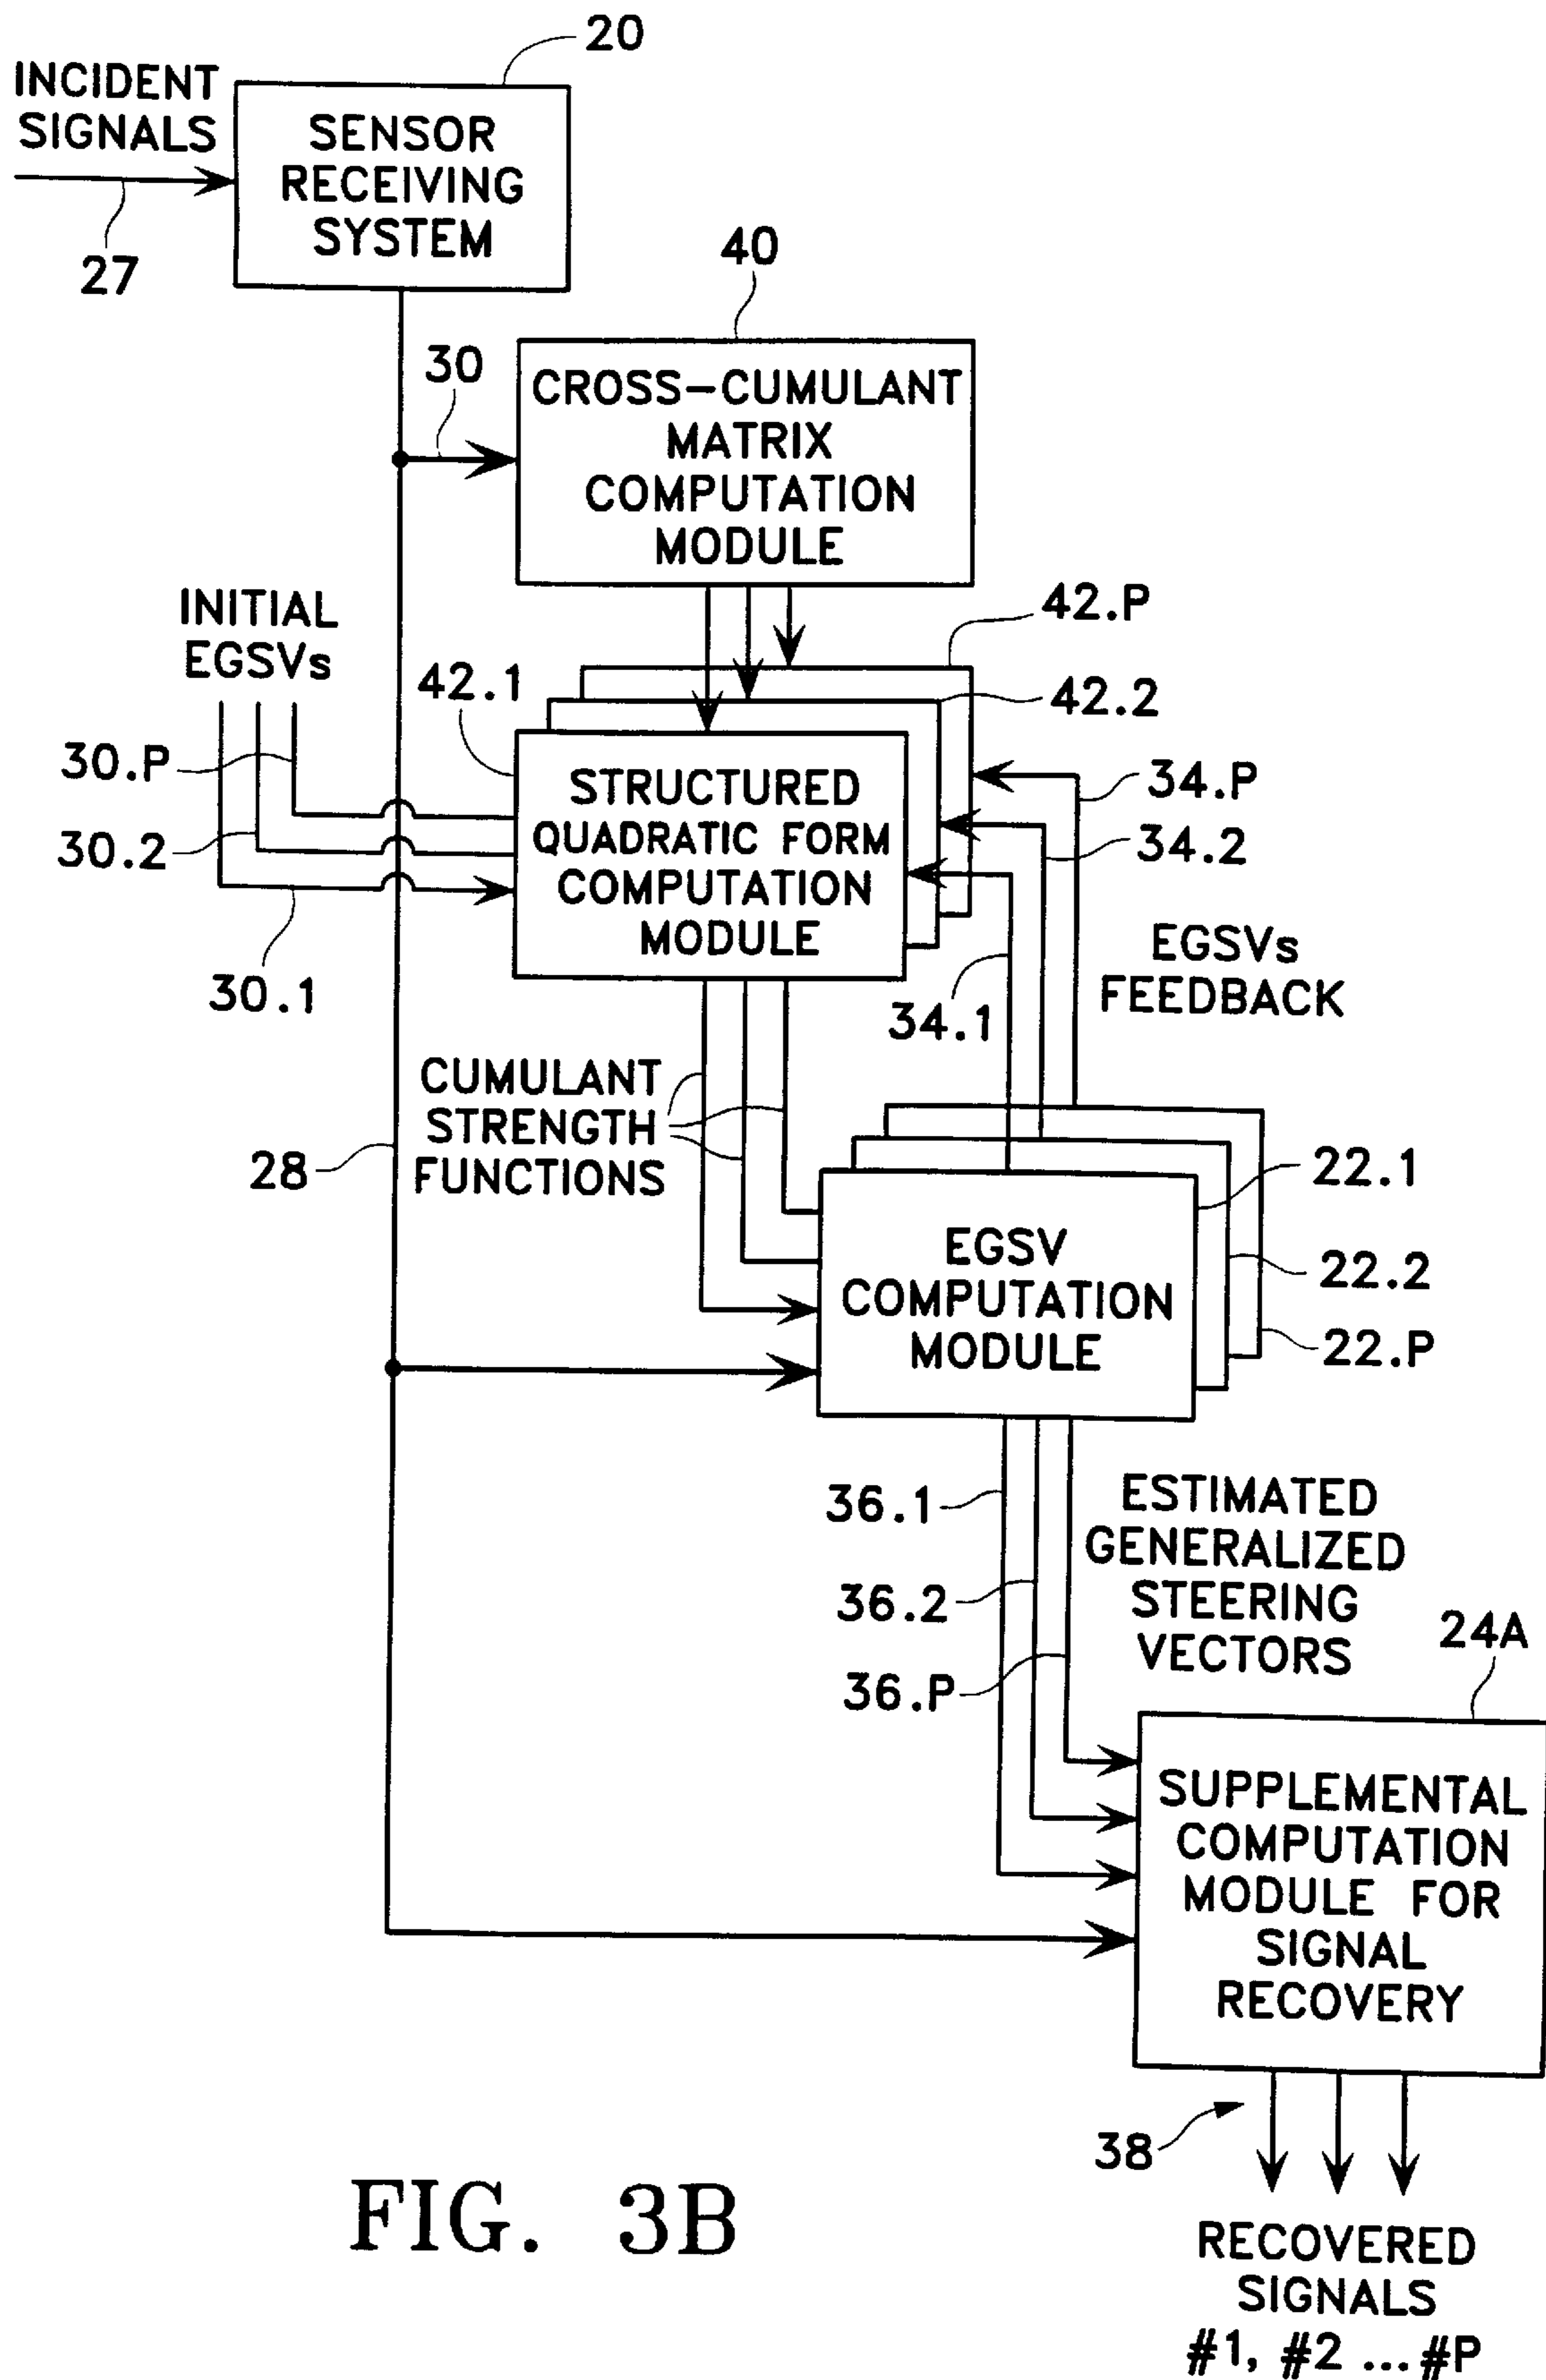 20
INCIDENT
SIGNALS
27
SENSOR
RECEIVING
SYSTEM
40
30
CROSS-CUMULANT
MATRIX
COMPUTATION
MODULE
INITIAL
EGSVs
42.P
42.1
42.2
30.P
30.2
30.1
STRUCTURED
QUADRATIC FORM
COMPUTATION
MODULE
34.P
34.2
34.1
EGSVs
FEEDBACK
CUMULANT
STRENGTH
FUNCTIONS
28
22.1
22.2
22.P
EGSV
COMPUTATION
MODULE
36.1
36.2
36.P
ESTIMATED
GENERALIZED
STEERING
VECTORS
24A
SUPPLEMENTAL
COMPUTATION
MODULE FOR
SIGNAL
RECOVERY
38
FIG. 3B
RECOVERED
SIGNALS
#1, #2 ... #P